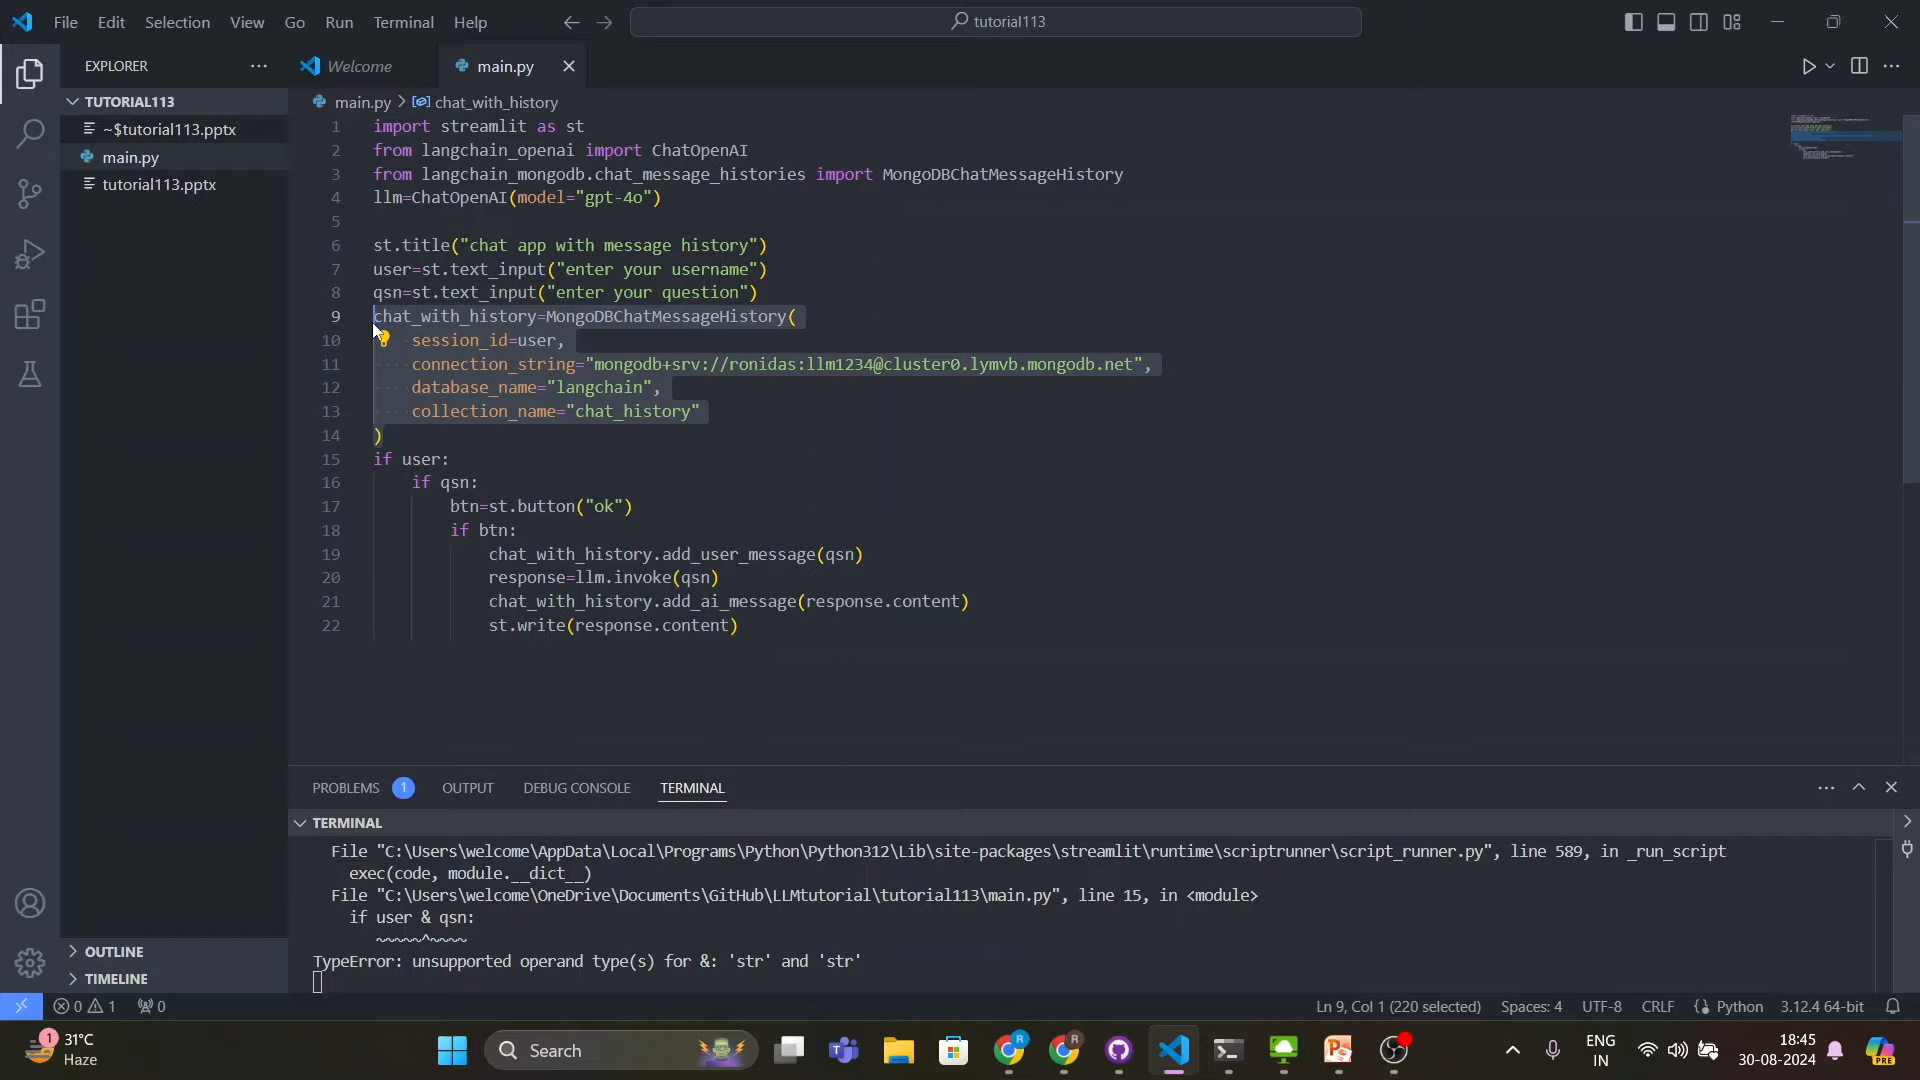 File Edit Selection View Go Run Terminal Help
tutorial113
EXPLORER
Welcome
main.py
TUTORIAL113
~$tutorial113.pptx
main.py
tutorial113.pptx
main.py > chat_with_history
1 import streamlit as st
2 from langchain_openai import ChatOpenAI
3 from langchain_mongodb.chat_message_histories import MongoDBChatMessageHistory
4 llm=ChatOpenAI(model="gpt-4o")
5
6 st.title("chat app with message history")
7 user=st.text_input("enter your username")
8 qsn=st.text_input("enter your question")
9 chat_with_history=MongoDBChatMessageHistory(
10 session_id=user,
11 connection_string="mongodb+srv://ronidas:llm1234@cluster0.lymvb.mongodb.net",
12 database_name="langchain",
13 collection_name="chat_history"
14 )
15 if user:
16 if qsn:
17 btn=st.button("ok")
18 if btn:
19 chat_with_history.add_user_message(qsn)
20 response=llm.invoke(qsn)
21 chat_with_history.add_ai_message(response.content)
22 st.write(response.content)
PROBLEMS 1 OUTPUT DEBUG CONSOLE TERMINAL
TERMINAL
File "C:\Users\welcome\AppData\Local\Programs\Python\Python312\Lib\site-packages\streamlit\runtime\scriptrunner\script_runner.py", line 589, in _run_script
exec(code, module.__dict__)
File "C:\Users\welcome\OneDrive\Documents\GitHub\LLMtutorial\tutorial113\main.py", line 15, in <module>
if user & qsn:
~~~~~^~~~~
TypeError: unsupported operand type(s) for &: 'str' and 'str'
OUTLINE
TIMELINE
0 1 0
Ln 9, Col 1 (220 selected) Spaces: 4 UTF-8 CRLF {} Python 3.12.4 64-bit
1
31°C
Haze
Search
R
R
ENG
IN
18:45
30-08-2024
PRE